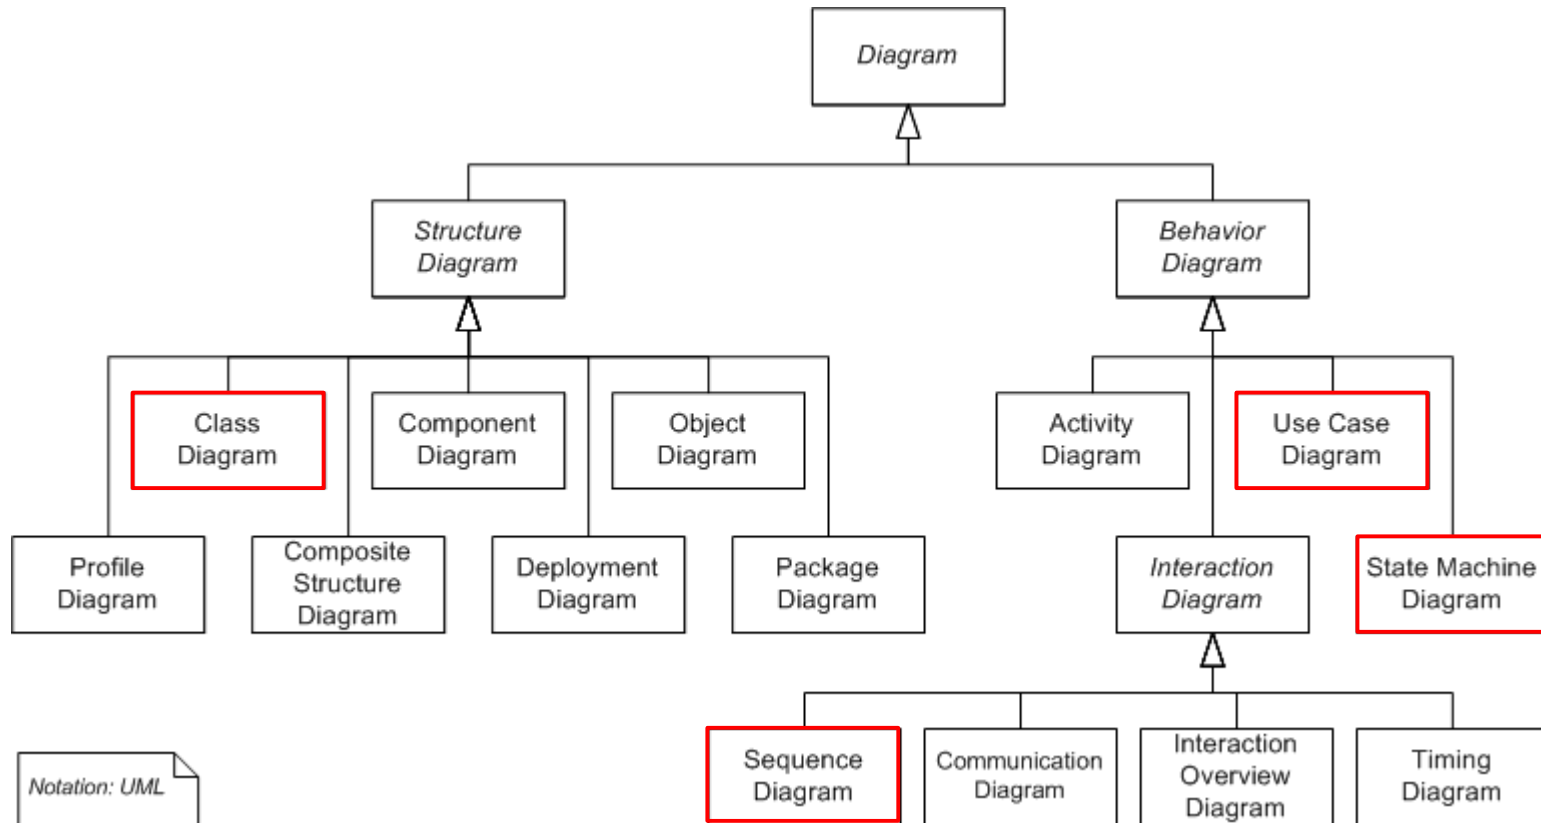 Diagram
Structure
Diagram
Behavior
Diagram
Class
Diagram
Component
Diagram
Object
Diagram
Activity
Diagram
Use Case
Diagram
Profile
Diagram
Composite
Structure
Diagram
Deployment
Diagram
Package
Diagram
Interaction
Diagram
State Machine
Diagram
Sequence
Diagram
Communication
Diagram
Interaction
Overview
Diagram
Timing
Diagram
Notation: UML